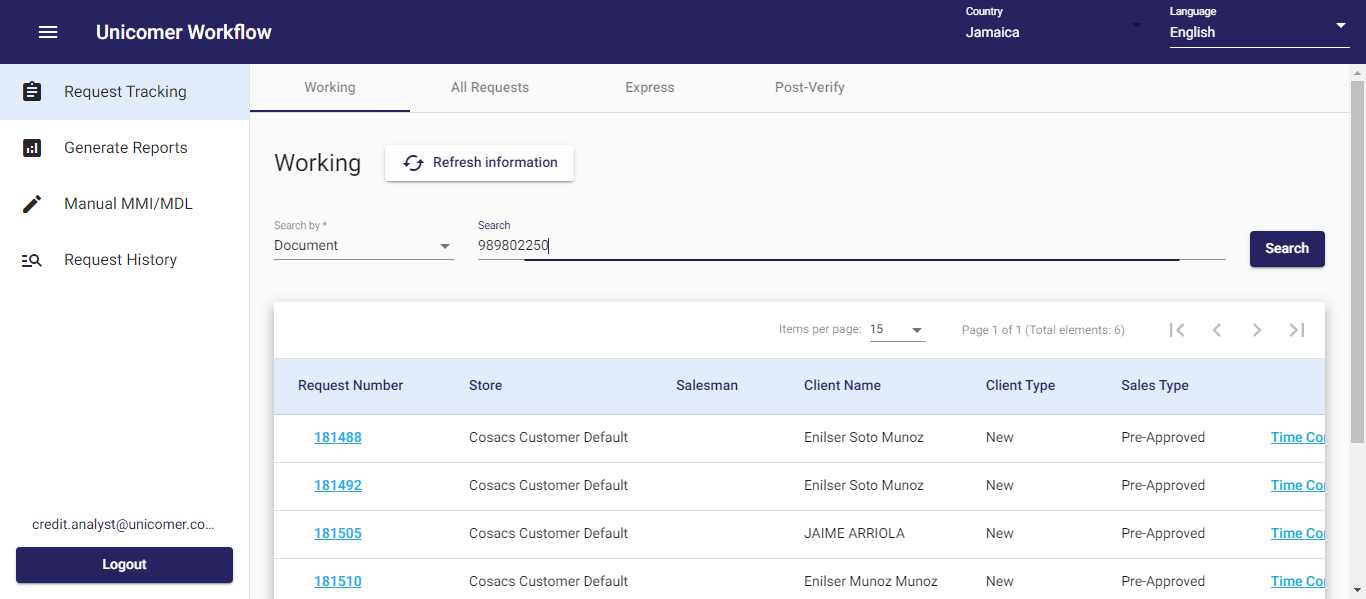 Unicomer Workflow
Country
Jamaica
Language
English
Request Tracking
Generate Reports
Manual MMI/MDL
Request History
credit.analyst@unicomer.co...
Logout
Working All Requests Express Post-Verify
Working
Refresh information
Search by *
Document
Search
989802250
Search
Items per page: 15 Page 1 of 1 (Total elements: 6)
Request Number Store Salesman Client Name Client Type Sales Type
181488 Cosacs Customer Default Enilser Soto Munoz New Pre-Approved Time Co
181492 Cosacs Customer Default Enilser Soto Munoz New Pre-Approved Time Co
181505 Cosacs Customer Default JAIME ARRIOLA New Pre-Approved Time Co
181510 Cosacs Customer Default Enilser Munoz Munoz New Pre-Approved Time Co